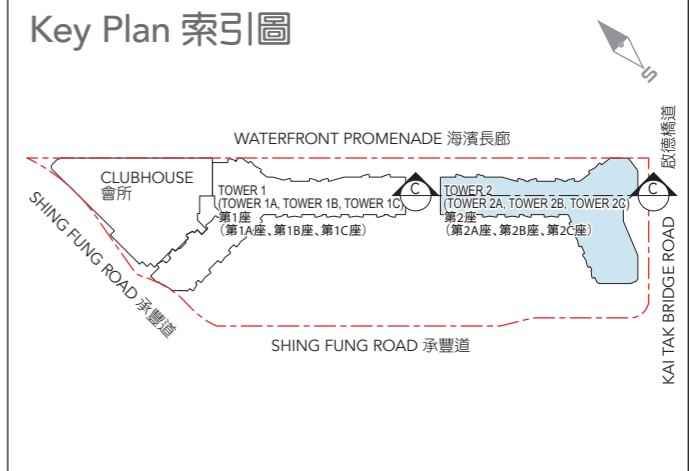 Key Plan 索引圖
S
WATERFRONT PROMENADE 海濱長廊
CLUBHOUSE
會所
TOWER 1
(TOWER 1A, TOWER 1B, TOWER 1C)
第1座
（第1A座、第1B座、第1C座）
C
TOWER 2
(TOWER 2A, TOWER 2B, TOWER 2C)
第2座
（第2A座、第2B座、第2C座）
C
KAI TAK BRIDGE ROAD 啟德橋道
SHING FUNG ROAD 承豐道
SHING FUNG ROAD 承豐道